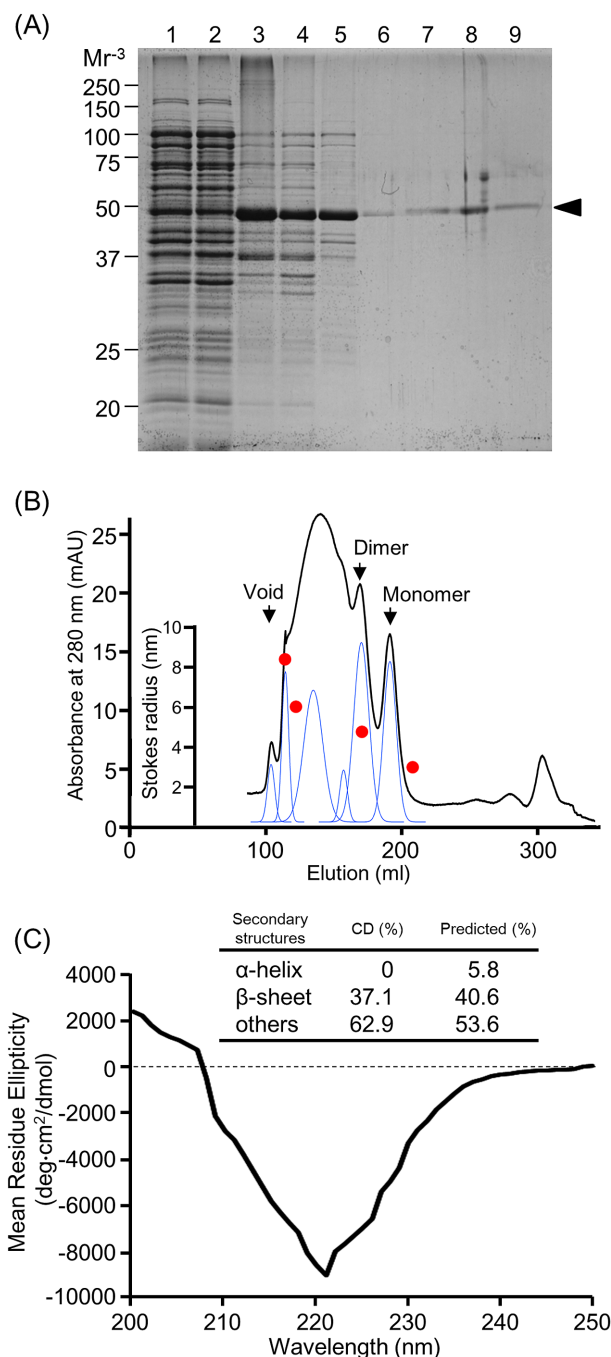 (A)
1 2 3 4 5 6 7 8 9
Mr-3
250
150
100
75
50
37
25
20
(B)
Absorbance at 280 nm (mAU)
25
20
15
10
5
0
Stokes radius (nm)
10
8
6
4
2
Void
Dimer
Monomer
0 100 200 300
Elution (ml)
(C)
Secondary structures CD (%) Predicted (%)
α-helix 0 5.8
β-sheet 37.1 40.6
others 62.9 53.6
Mean Residue Ellipticity
(deg·cm2/dmol)
4000
2000
0
-2000
-4000
-6000
-8000
-10000
200 210 220 230 240 250
Wavelength (nm)